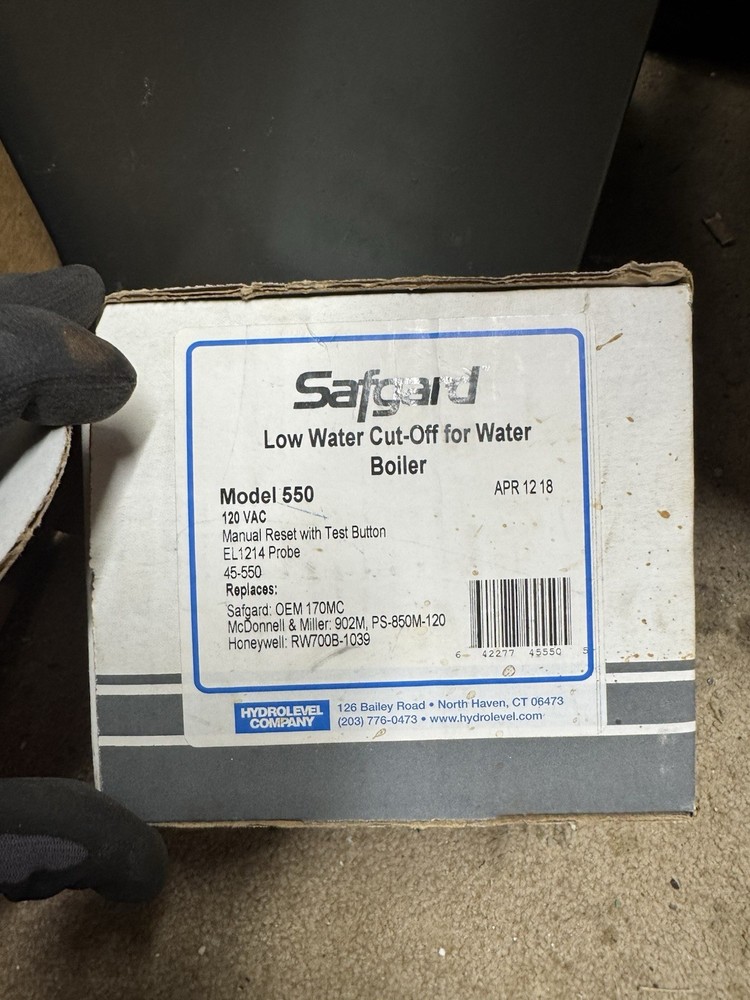 Safgard
Low Water Cut-Off for Water
Boiler
Model 550
APR 12 18
120 VAC
Manual Reset with Test Button
EL1214 Probe
45-550
Replaces:
Safgard: OEM 170MC
McDonnell & Miller: 902M, PS-850M-120
Honeywell: RW700B-1039
6 42277 45550 5
HYDROLEVEL
COMPANY
126 Bailey Road • North Haven, CT 06473
(203) 776-0473 • www.hydrolevel.com